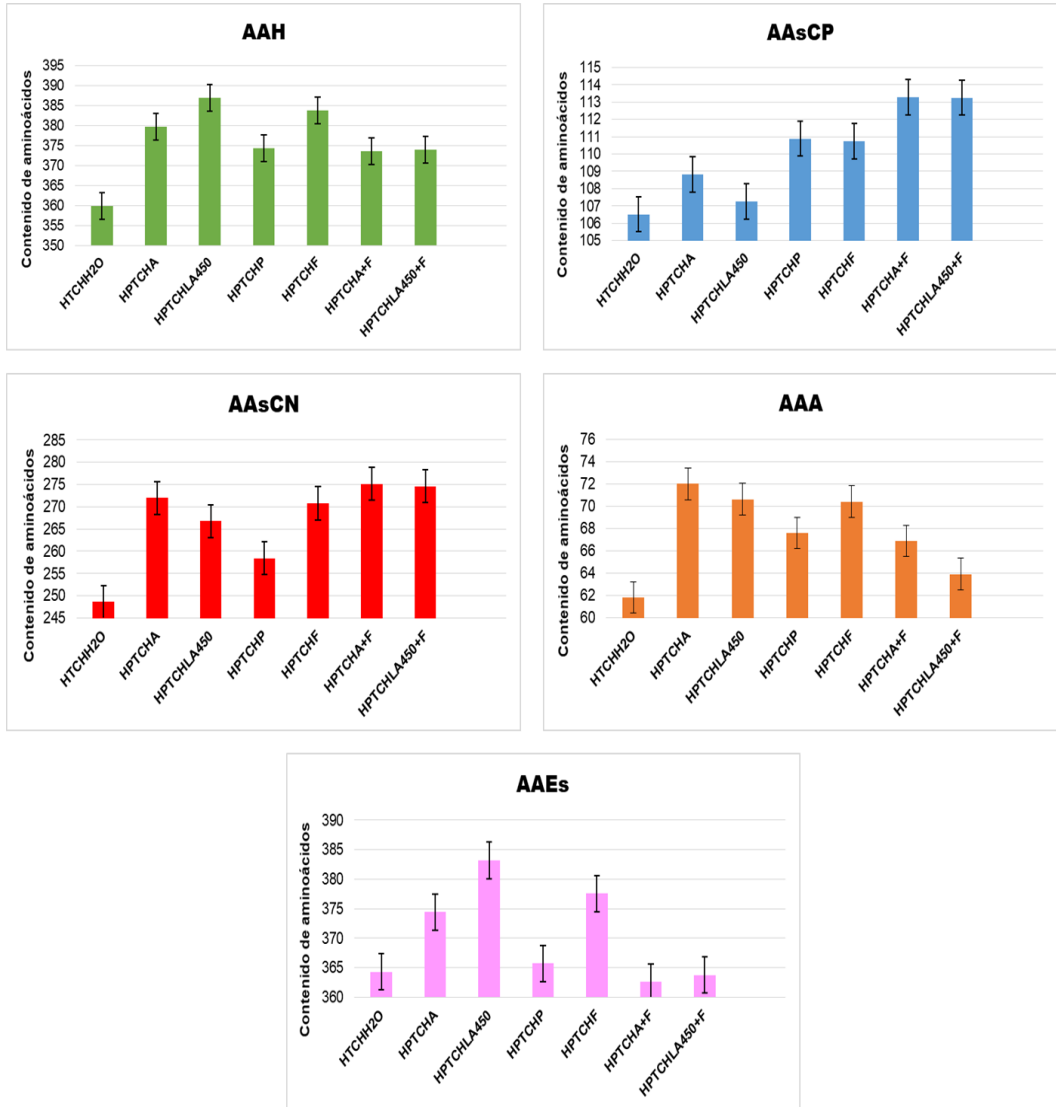 AAH
Contenido de aminoácidos
395
390
385
380
375
370
365
360
355
350
HTCHH2O
HPTCHA
HPTCHLA450
HPTCHP
HPTCHF
HPTCHA+F
HPTCHLA450+F
AAsCP
Contenido de aminoácidos
115
114
113
112
111
110
109
108
107
106
105
HTCHH2O
HPTCHA
HPTCHLA450
HPTCHP
HPTCHF
HPTCHA+F
HPTCHLA450+F
AAsCN
Contenido de aminoácidos
285
280
275
270
265
260
255
250
245
HTCHH2O
HPTCHA
HPTCHLA450
HPTCHP
HPTCHF
HPTCHA+F
HPTCHLA450+F
AAA
Contenido de aminoácidos
76
74
72
70
68
66
64
62
60
HTCHH2O
HPTCHA
HPTCHLA450
HPTCHP
HPTCHF
HPTCHA+F
HPTCHLA450+F
AAEs
Contenido de aminoácidos
390
385
380
375
370
365
360
HTCHH2O
HPTCHA
HPTCHLA450
HPTCHP
HPTCHF
HPTCHA+F
HPTCHLA450+F